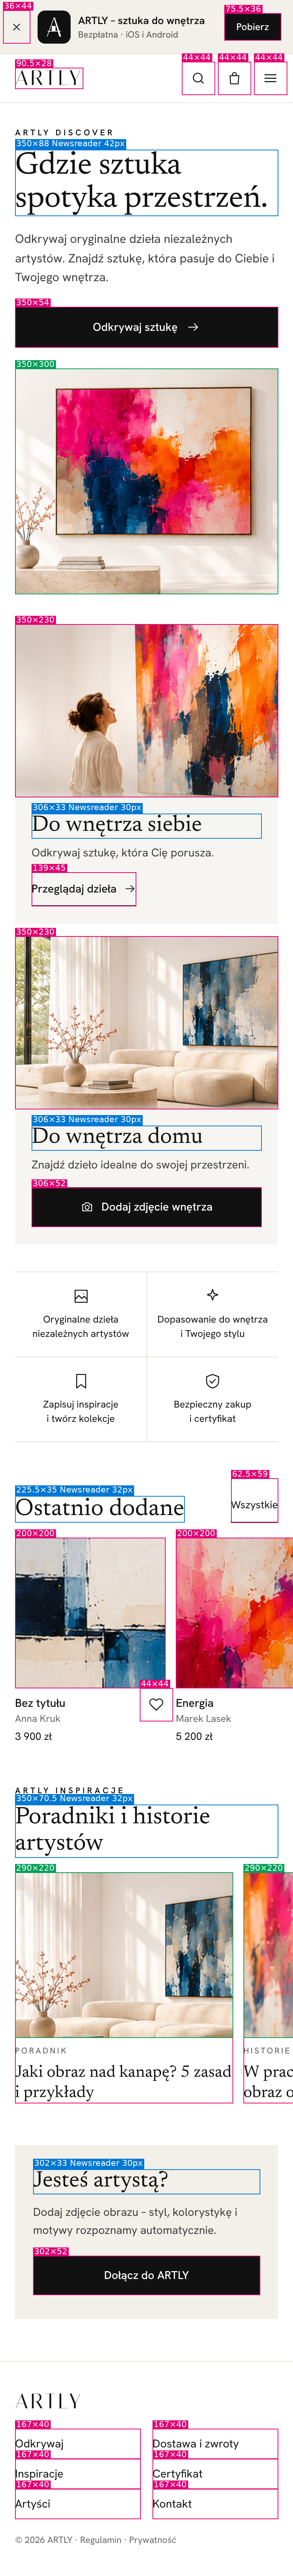 36×44
ARTLY – sztuka do wnętrza
Bezpłatna · iOS i Android
75.5×36
Pobierz
90.5×28
ARTLY
44×44
44×44
44×44
ARTLY DISCOVER
350×88 Newsreader 42px
Gdzie sztuka
spotyka przestrzeń.
Odkrywaj oryginalne dzieła niezależnych
artystów. Znajdź sztukę, która pasuje do Ciebie i
Twojego wnętrza.
350×54
Odkrywaj sztukę →
350×300
350×230
306×33 Newsreader 30px
Do wnętrza siebie
Odkrywaj sztukę, która Cię porusza.
139×45
Przeglądaj dzieła →
350×230
306×33 Newsreader 30px
Do wnętrza domu
Znajdź dzieło idealne do swojej przestrzeni.
306×52
Dodaj zdjęcie wnętrza
Oryginalne dzieła
niezależnych artystów
Dopasowanie do wnętrza
i Twojego stylu
Zapisuj inspiracje
i twórz kolekcje
Bezpieczny zakup
i certyfikat
225.5×35 Newsreader 32px
Ostatnio dodane
62.5×59
Wszystkie
200×200
200×200
44×44
Bez tytułu
Anna Kruk
3 900 zł
Energia
Marek Lasek
5 200 zł
ARTLY INSPIRACJE
350×70.5 Newsreader 32px
Poradniki i historie
artystów
290×220
290×220
PORADNIK
Jaki obraz nad kanapę? 5 zasad
i przykłady
HISTORIE
W prac
obraz o
Jesteś artystą?
302×33 Newsreader 30px
Dodaj zdjęcie obrazu – styl, kolorystykę i
motywy rozpoznamy automatycznie.
302×52
Dołącz do ARTLY
ARTLY
167×40
Odkrywaj
167×40
Dostawa i zwroty
167×40
Inspiracje
167×40
Certyfikat
167×40
Artyści
167×40
Kontakt
© 2026 ARTLY · Regulamin · Prywatność